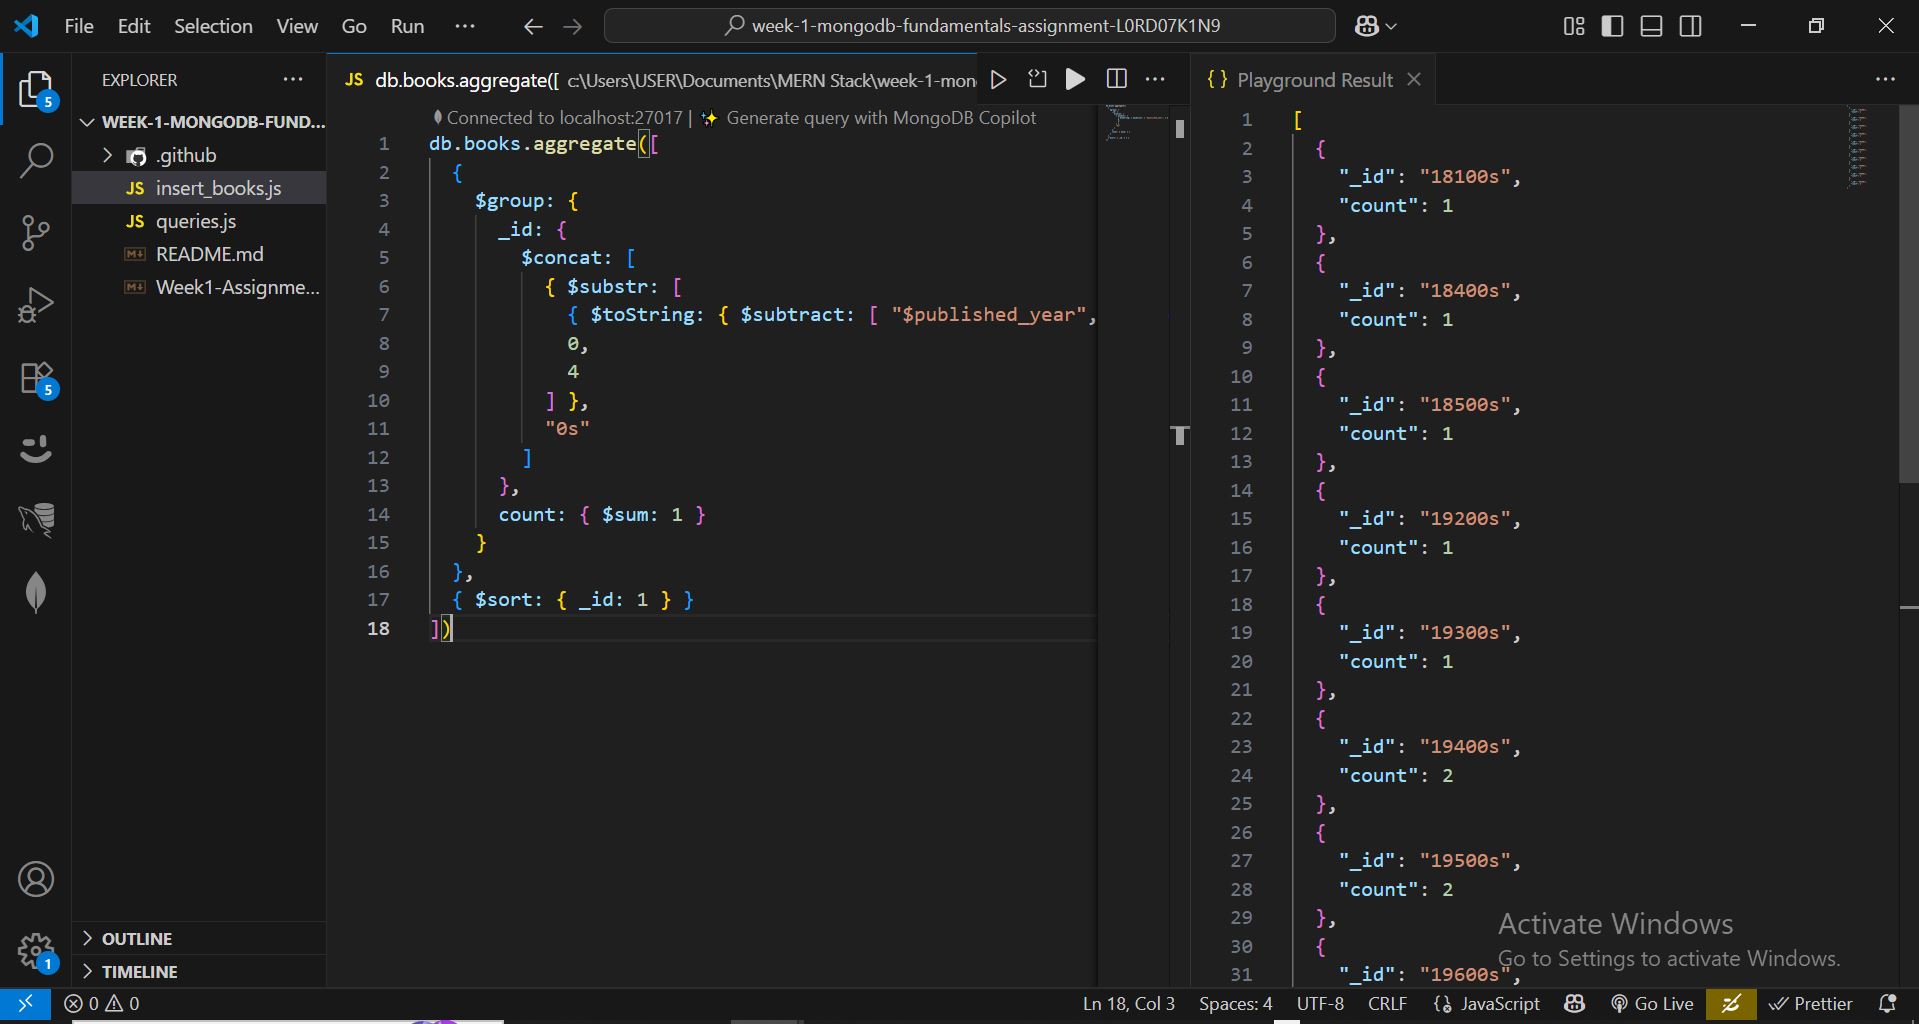 File Edit Selection View Go Run ··· week-1-mongodb-fundamentals-assignment-L0RD07K1N9
EXPLORER ···
WEEK-1-MONGODB-FUND...
.github
JS insert_books.js
JS queries.js
README.md
Week1-Assignme...
OUTLINE
TIMELINE
5
5
1
JS db.books.aggregate([ c:\Users\USER\Documents\MERN Stack\week-1-mon
Connected to localhost:27017 | ✨ Generate query with MongoDB Copilot
1 db.books.aggregate([
2 {
3 $group: {
4 _id: {
5 $concat: [
6 { $substr: [
7 { $toString: { $subtract: [ "$published_year",
8 0,
9 4
10 ] },
11 "0s"
12 ]
13 },
14 count: { $sum: 1 }
15 }
16 },
17 { $sort: { _id: 1 } }
18 ])
{} Playground Result
1 [
2 {
3 "_id": "18100s",
4 "count": 1
5 },
6 {
7 "_id": "18400s",
8 "count": 1
9 },
10 {
11 "_id": "18500s",
12 "count": 1
13 },
14 {
15 "_id": "19200s",
16 "count": 1
17 },
18 {
19 "_id": "19300s",
20 "count": 1
21 },
22 {
23 "_id": "19400s",
24 "count": 2
25 },
26 {
27 "_id": "19500s",
28 "count": 2
29 },
30 {
31 "_id": "19600s",
Activate Windows
Go to Settings to activate Windows.
0 0 Ln 18, Col 3 Spaces: 4 UTF-8 CRLF {} JavaScript Go Live Prettier